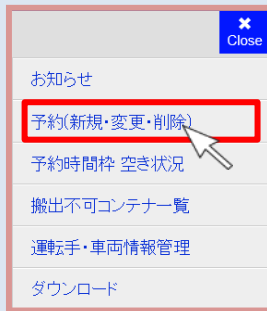 ✖
Close
お知らせ
予約(新規・変更・削除)
予約時間枠 空き状況
搬出不可コンテナ一覧
運転手・車両情報管理
ダウンロード